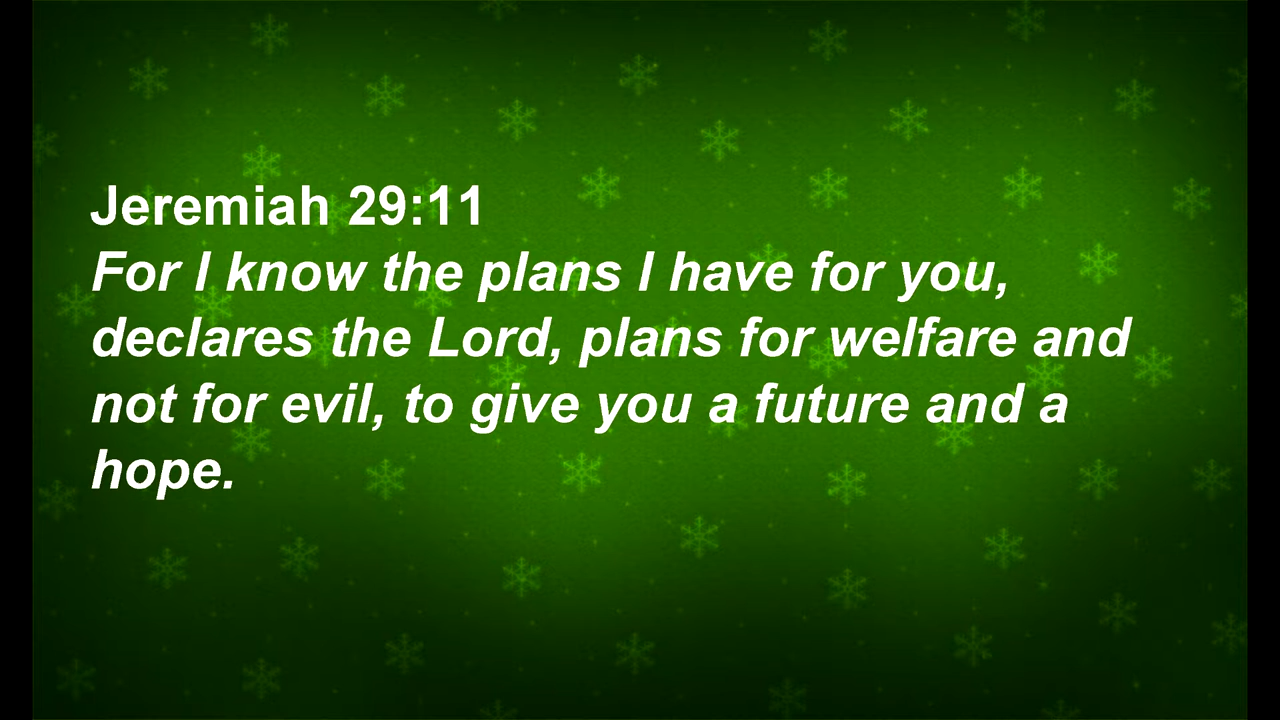 Jeremiah 29:11
For I know the plans I have for you,
declares the Lord, plans for welfare and
not for evil, to give you a future and a
hope.